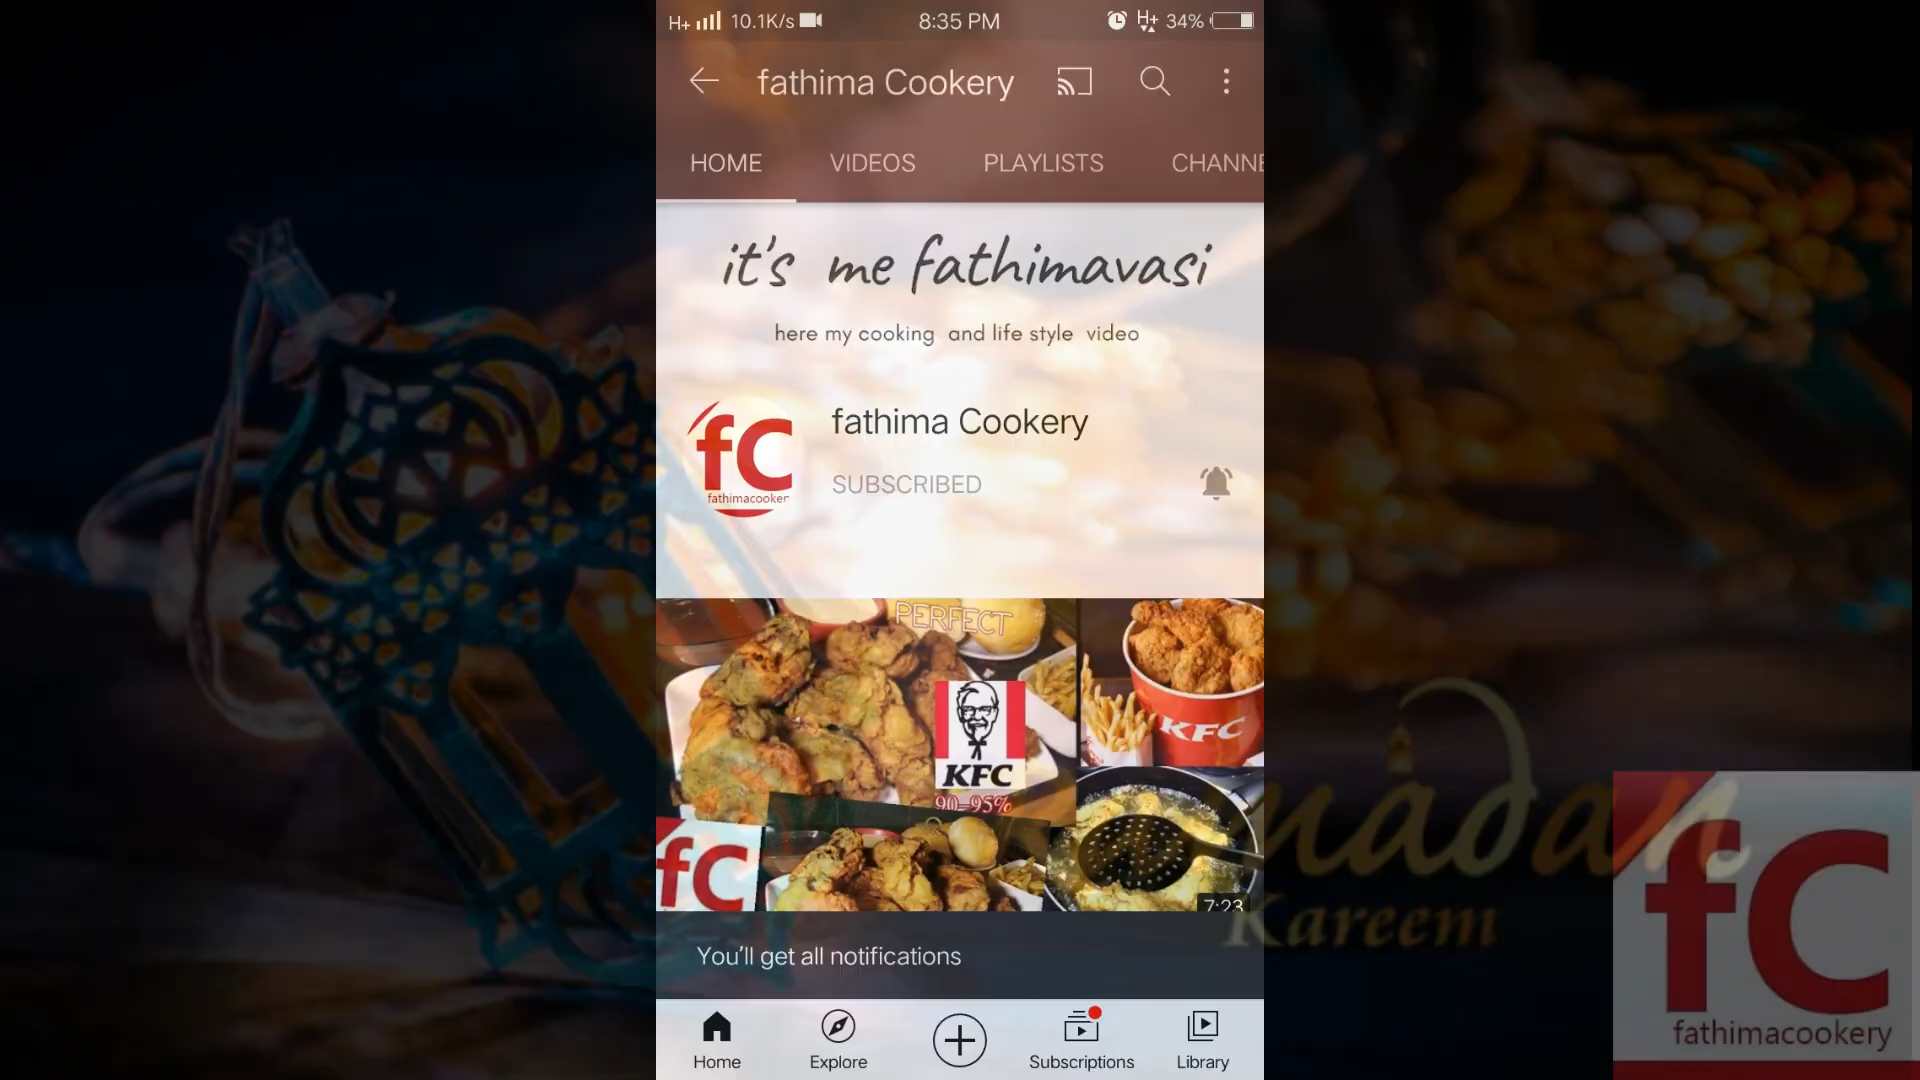 H+ 10.1K/s 8:35 PM H+ 34%
fathima Cookery
HOME VIDEOS PLAYLISTS CHANNE
it's me fathimavasi
here my cooking and life style video
fC
fathimacooker
fathima Cookery
SUBSCRIBED
PERFECT
KFC
KFC
90-95%
fC
7:23
madan
Kareem
You'll get all notifications
Home Explore Subscriptions Library
fC
fathimacookery